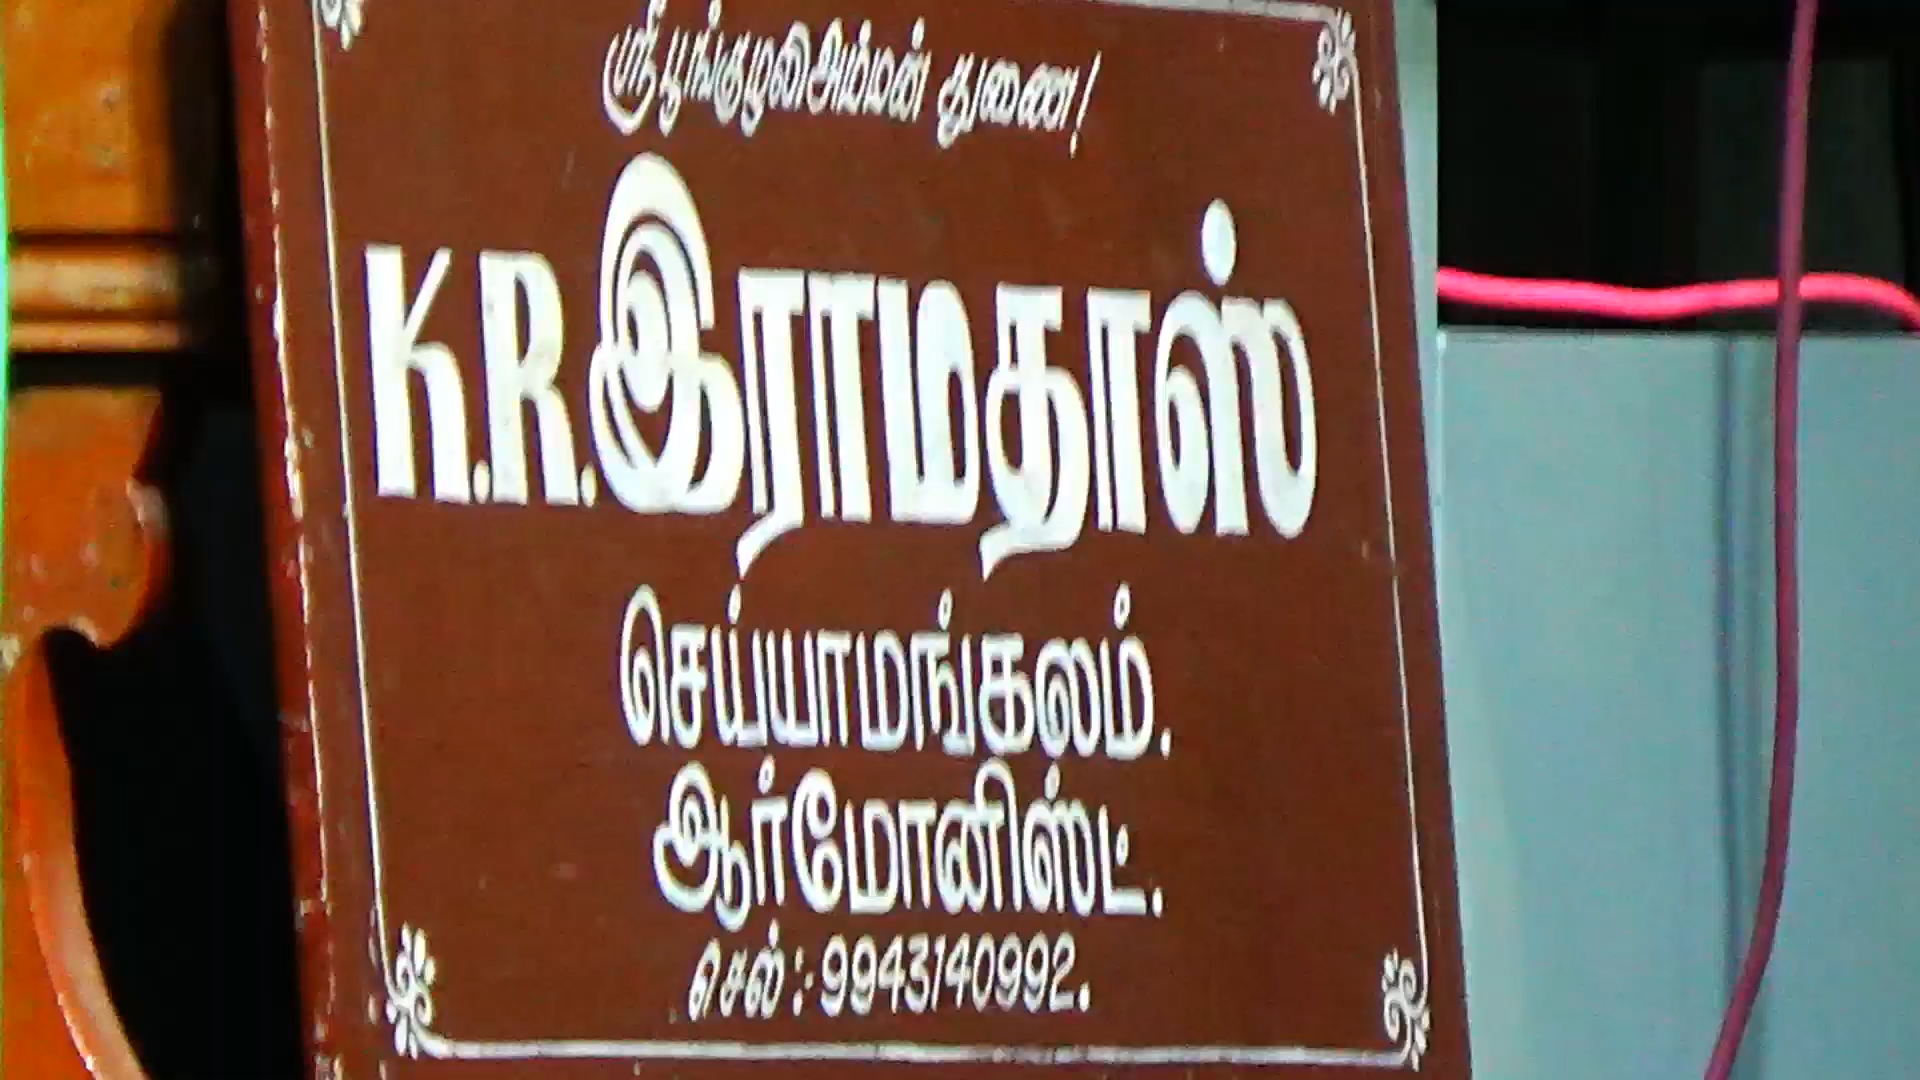 ஸ்ரீ பூங்குழலிஅம்மன் துணை!
K.R.இராமதாஸ்
செய்யாமங்கலம்.
ஆர்மோனிஸ்ட்.
செல் :- 9943140992.